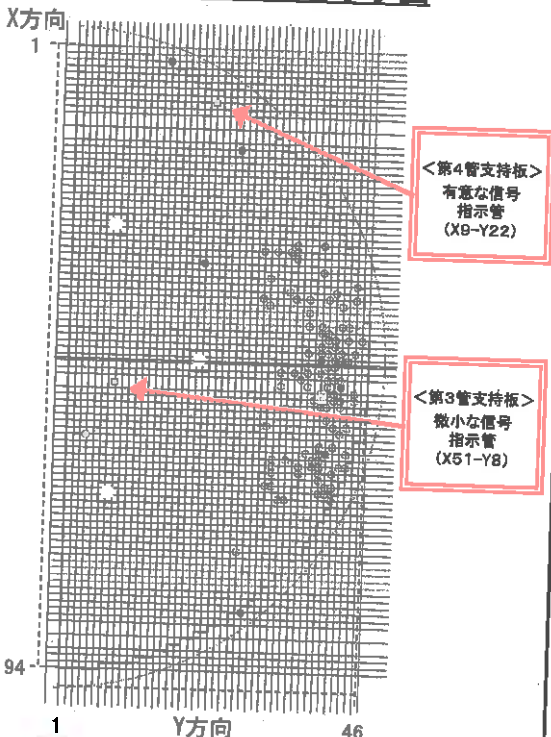 X方向
1
<第4管支持板>
有意な信号
指示管
(X9-Y22)
<第3管支持板>
微小な信号
指示管
(X51-Y8)
94
1
Y方向
46